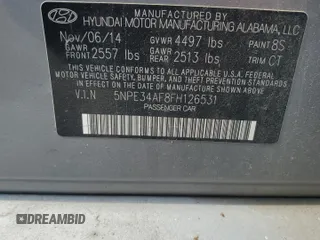 MANUFACTURED BY
HYUNDAI MOTOR MANUFACTURING ALABAMA, LLC
Nov/06/14 GVWR 4497 lbs PAINT 8S
GAWR FRONT 2557 lbs GAWR REAR 2513 lbs TRIM CT
THIS VEHICLE CONFORMS TO ALL APPLICABLE FEDERAL
MOTOR VEHICLE SAFETY, BUMPER, AND THEFT PREVENTION STANDARDS
IN EFFECT ON THE DATE OF MANUFACTURE SHOWN ABOVE.
V.I.N 5NPE34AF8FH126531
PASSENGER CAR
DREAMBID